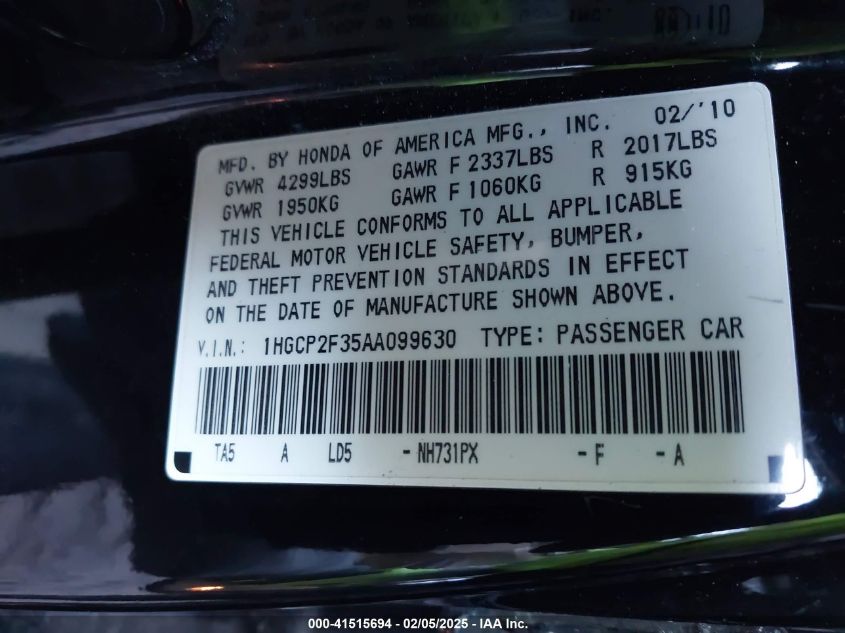 MFD. BY HONDA OF AMERICA MFG., INC. 02/'10
GVWR 4299LBS GAWR F 2337LBS R 2017LBS
GVWR 1950KG GAWR F 1060KG R 915KG
THIS VEHICLE CONFORMS TO ALL APPLICABLE
FEDERAL MOTOR VEHICLE SAFETY, BUMPER,
AND THEFT PREVENTION STANDARDS IN EFFECT
ON THE DATE OF MANUFACTURE SHOWN ABOVE.
V.I.N.: 1HGCP2F35AA099630 TYPE: PASSENGER CAR
TA5 A LD5 -NH731PX -F -A
000-41515694 - 02/05/2025 - IAA, Inc.